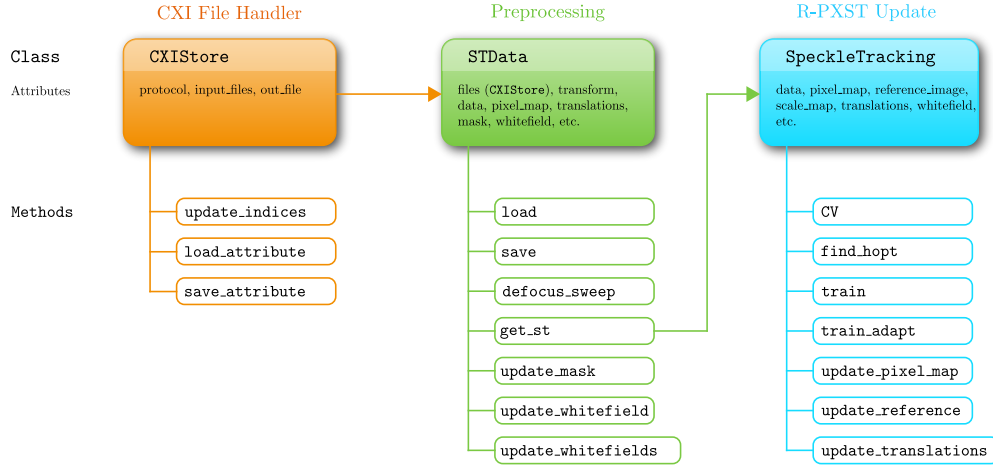 CXI File Handler Preprocessing R-PXST Update
Class CXIStore STData SpeckleTracking
Attributes protocol, input_files, out_file
files (CXIStore), transform,
data, pixel_map, translations,
mask, whitefield, etc.
data, pixel_map, reference_image,
scale_map, translations, whitefield,
etc.
Methods update_indices load CV
load_attribute save find_hopt
save_attribute defocus_sweep train
get_st train_adapt
update_mask update_pixel_map
update_whitefield update_reference
update_whitefields update_translations